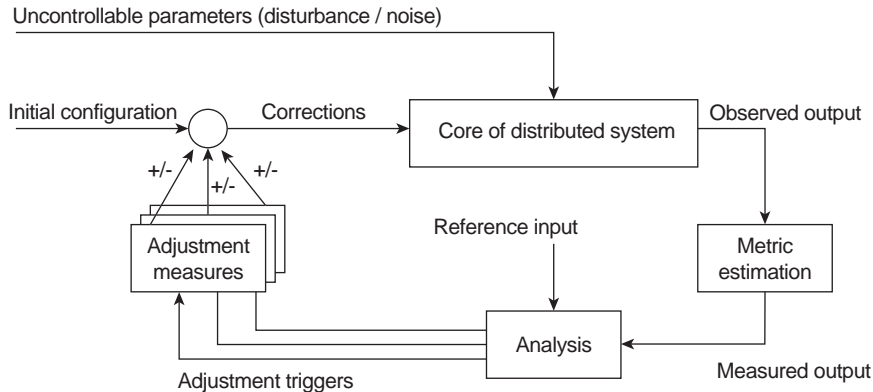 Uncontrollable parameters (disturbance / noise)
Initial configuration
Corrections
Core of distributed system
Observed output
+/-
+/-
+/-
Reference input
Adjustment
measures
Metric
estimation
Analysis
Adjustment triggers
Measured output